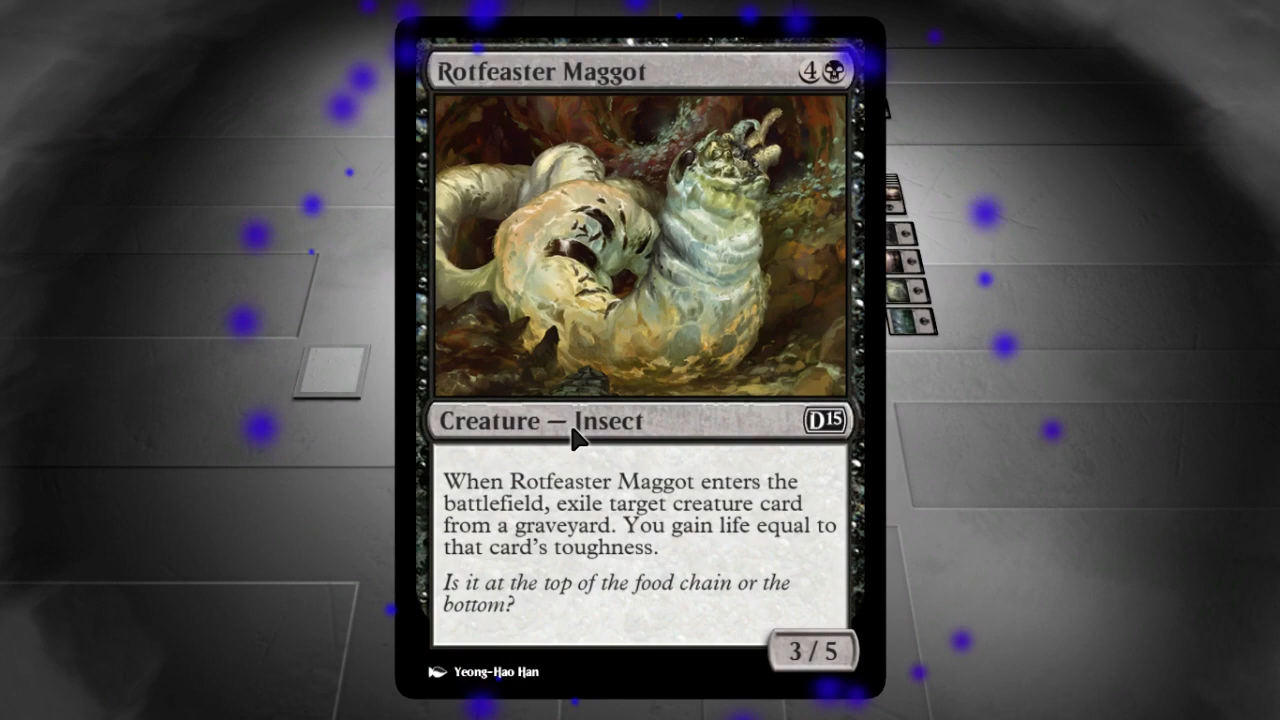 Rotfeaster Maggot 4
Creature — Insect D15
When Rotfeaster Maggot enters the
battlefield, exile target creature card
from a graveyard. You gain life equal to
that card's toughness.
Is it at the top of the food chain or the
bottom?
3 / 5
Yeong-Hao Han